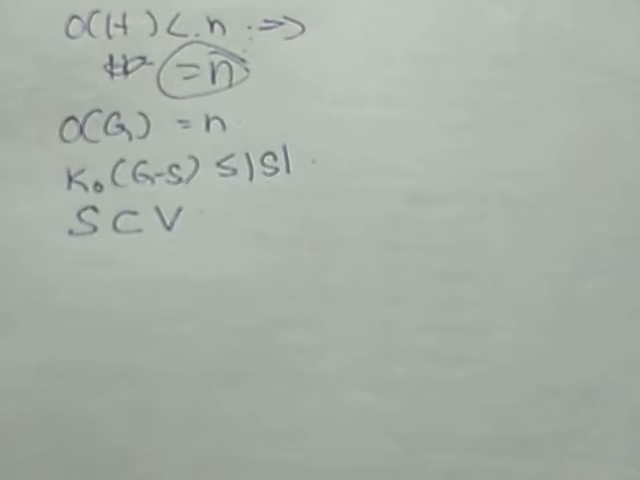 O(H) < n ⇒
= n
O(G) = n
K₀(G-S) ≤ |S|
S ⊂ V